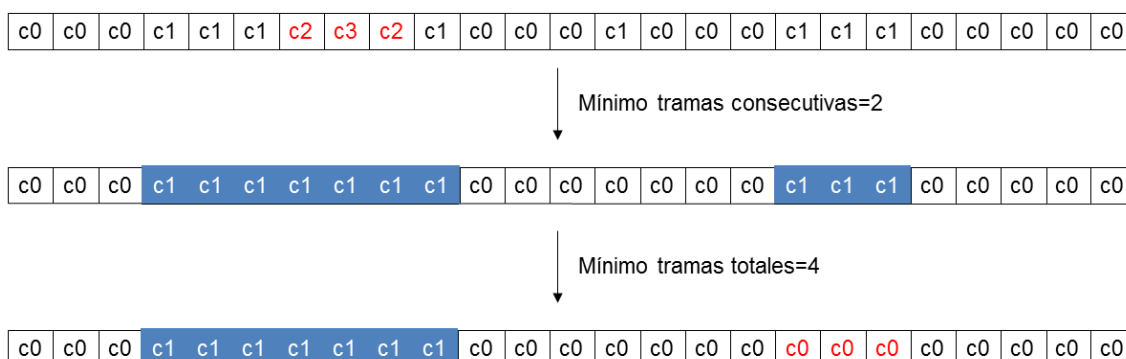 c0 c0 c0 c1 c1 c1 c2 c3 c2 c1 c0 c0 c0 c1 c0 c0 c0 c1 c1 c1 c0 c0 c0 c0 c0
Mínimo tramas consecutivas=2
c0 c0 c0 c1 c1 c1 c1 c1 c1 c1 c0 c0 c0 c0 c0 c0 c0 c1 c1 c1 c0 c0 c0 c0 c0
Mínimo tramas totales=4
c0 c0 c0 c1 c1 c1 c1 c1 c1 c1 c0 c0 c0 c0 c0 c0 c0 c0 c0 c0 c0 c0 c0 c0 c0